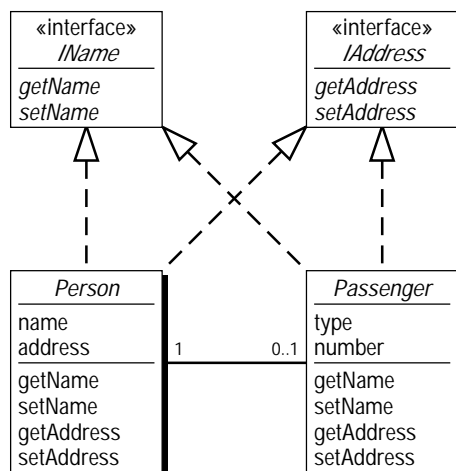 «interface»
IName
getName
setName
«interface»
IAddress
getAddress
setAddress
Person
name
address
getName
setName
getAddress
setAddress
1
0..1
Passenger
type
number
getName
setName
getAddress
setAddress